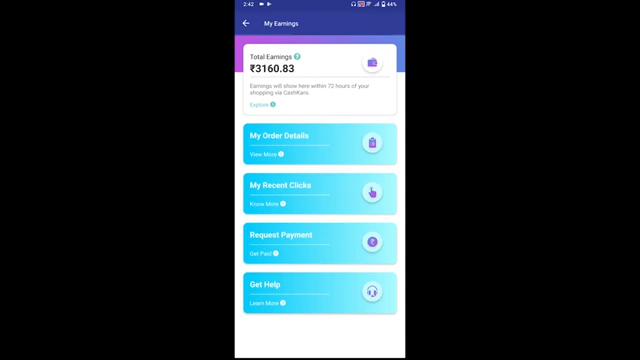 2:42
44%
My Earnings
Total Earnings ?
₹3160.83
Earnings will show here within 72 hours of your
shopping via CashKaro.
Explore
My Order Details
View More
My Recent Clicks
Know More
Request Payment
Get Paid
Get Help
Learn More